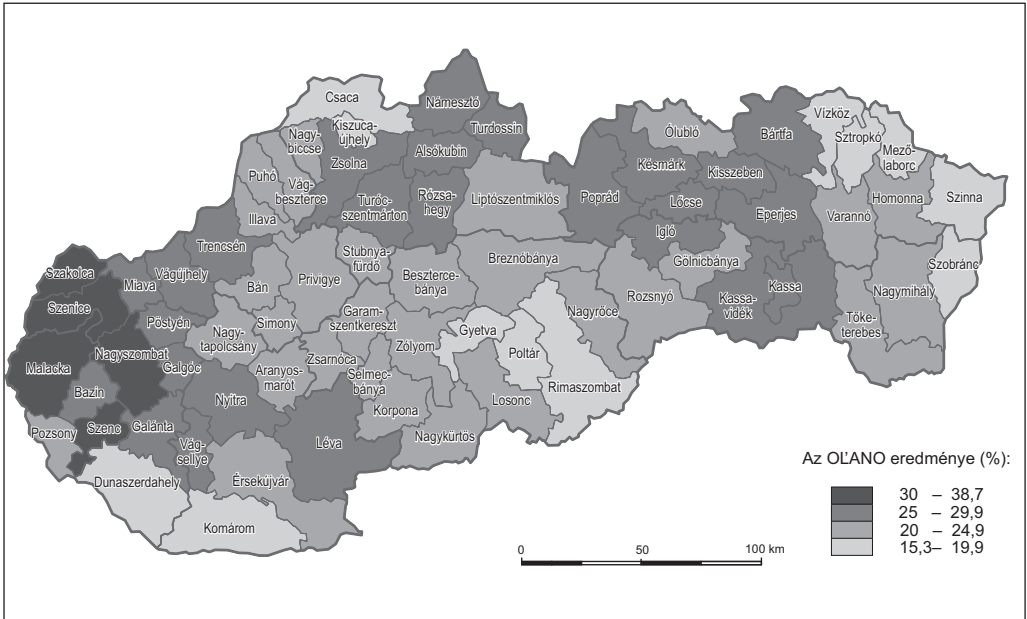 Csaca
Námesztó
Turdossin
Kiszuca-
újhely
Nagy-
biccse
Zsolna
Alsókubin
Puhó
Vág-
beszterce
Illava
Turóc-
szentmárton
Rózsa-
hegy
Liptószentmiklós
Poprád
Késmárk
Ólubló
Kisszeben
Bártfa
Vízköz
Sztropkó
Mező-
laborc
Lőcse
Eperjes
Varannó
Homonna
Szinna
Igló
Gölnicbánya
Kassa
Kassa-
vidék
Rozsnyó
Tőke-
terebes
Nagymihály
Szobránc
Trencsén
Szakolca
Miava
Vágújhely
Szenice
Pöstyén
Bán
Privigye
Stubnya-
fürdő
Beszterce-
bánya
Breznóbánya
Malacka
Nagyszombat
Galgóc
Nagy-
tapolcsány
Simony
Garam-
szentkereszt
Zsarnóca
Zólyom
Gyetva
Nagyrőce
Poltár
Rimaszombat
Bazin
Aranyos-
marót
Selmec-
bánya
Nyitra
Korpona
Losonc
Pozsony
Szenc
Galánta
Vág-
sellye
Léva
Nagykürtös
Dunaszerdahely
Érsekújvár
Komárom
Az OĽANO eredménye (%):
30 – 38,7
25 – 29,9
20 – 24,9
15,3– 19,9
0 50 100 km